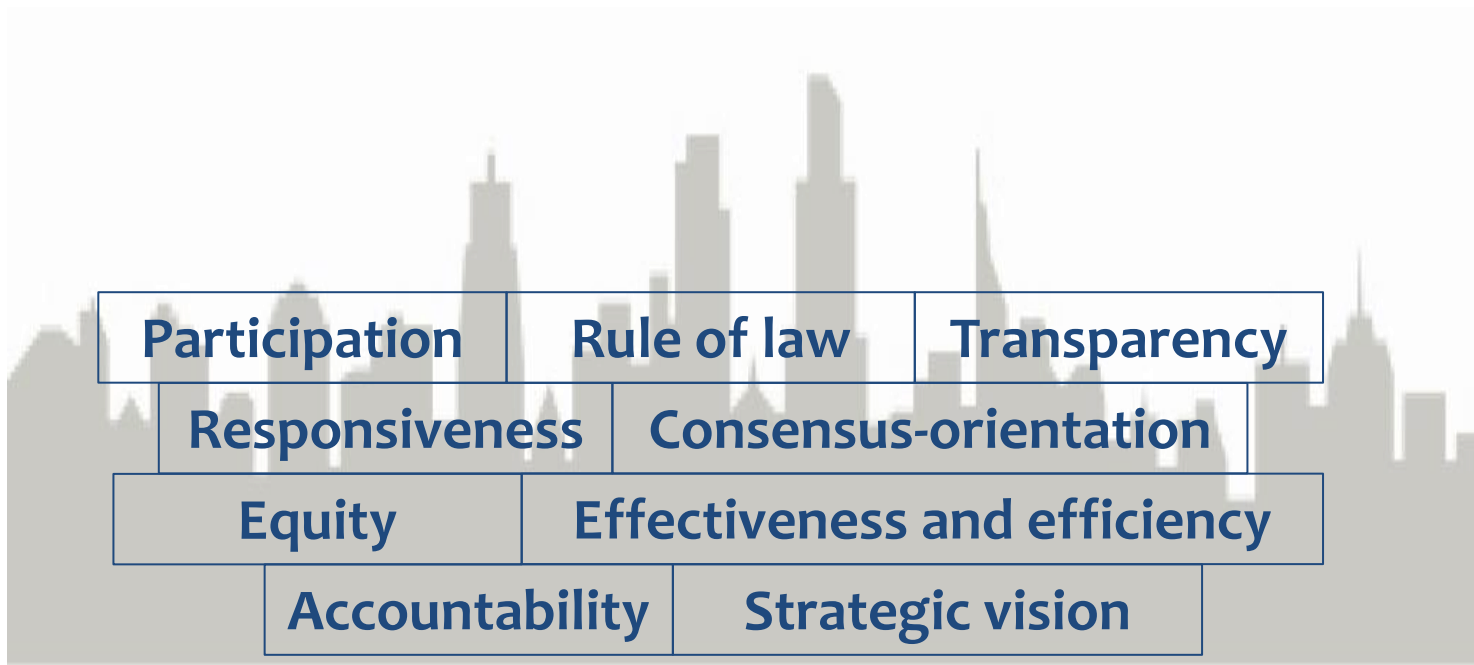 Participation Rule of law Transparency
Responsiveness Consensus-orientation
Equity Effectiveness and efficiency
Accountability Strategic vision